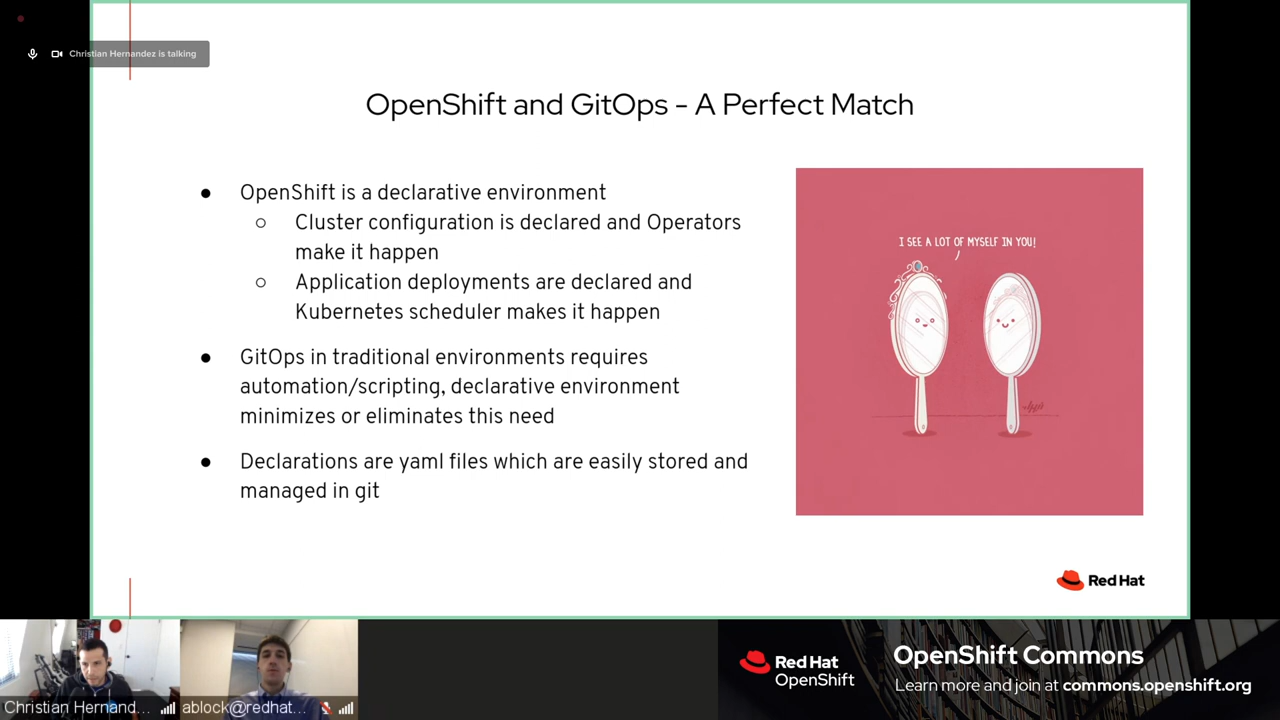 Christian Hernandez is talking
OpenShift and GitOps - A Perfect Match
● OpenShift is a declarative environment
○ Cluster configuration is declared and Operators
make it happen
○ Application deployments are declared and
Kubernetes scheduler makes it happen
● GitOps in traditional environments requires
automation/scripting, declarative environment
minimizes or eliminates this need
● Declarations are yaml files which are easily stored and
managed in git
I SEE A LOT OF MYSELF IN YOU!
Red Hat
Christian Hernand...
ablock@redhat...
Red Hat
OpenShift
OpenShift Commons
Learn more and join at commons.openshift.org